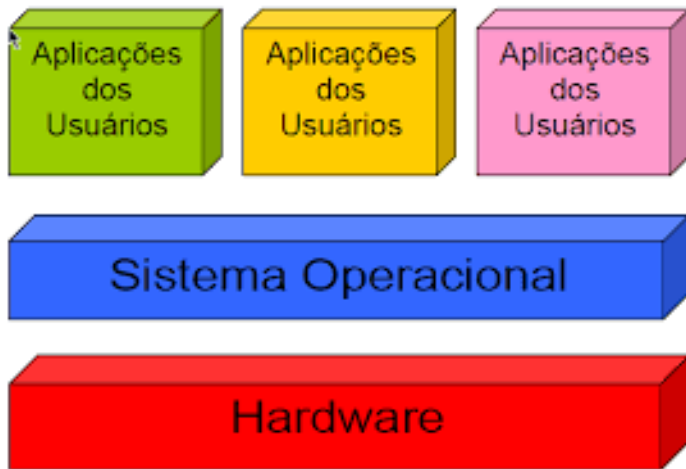 Aplicações
dos
Usuários
Aplicações
dos
Usuários
Aplicações
dos
Usuários
Sistema Operacional
Hardware